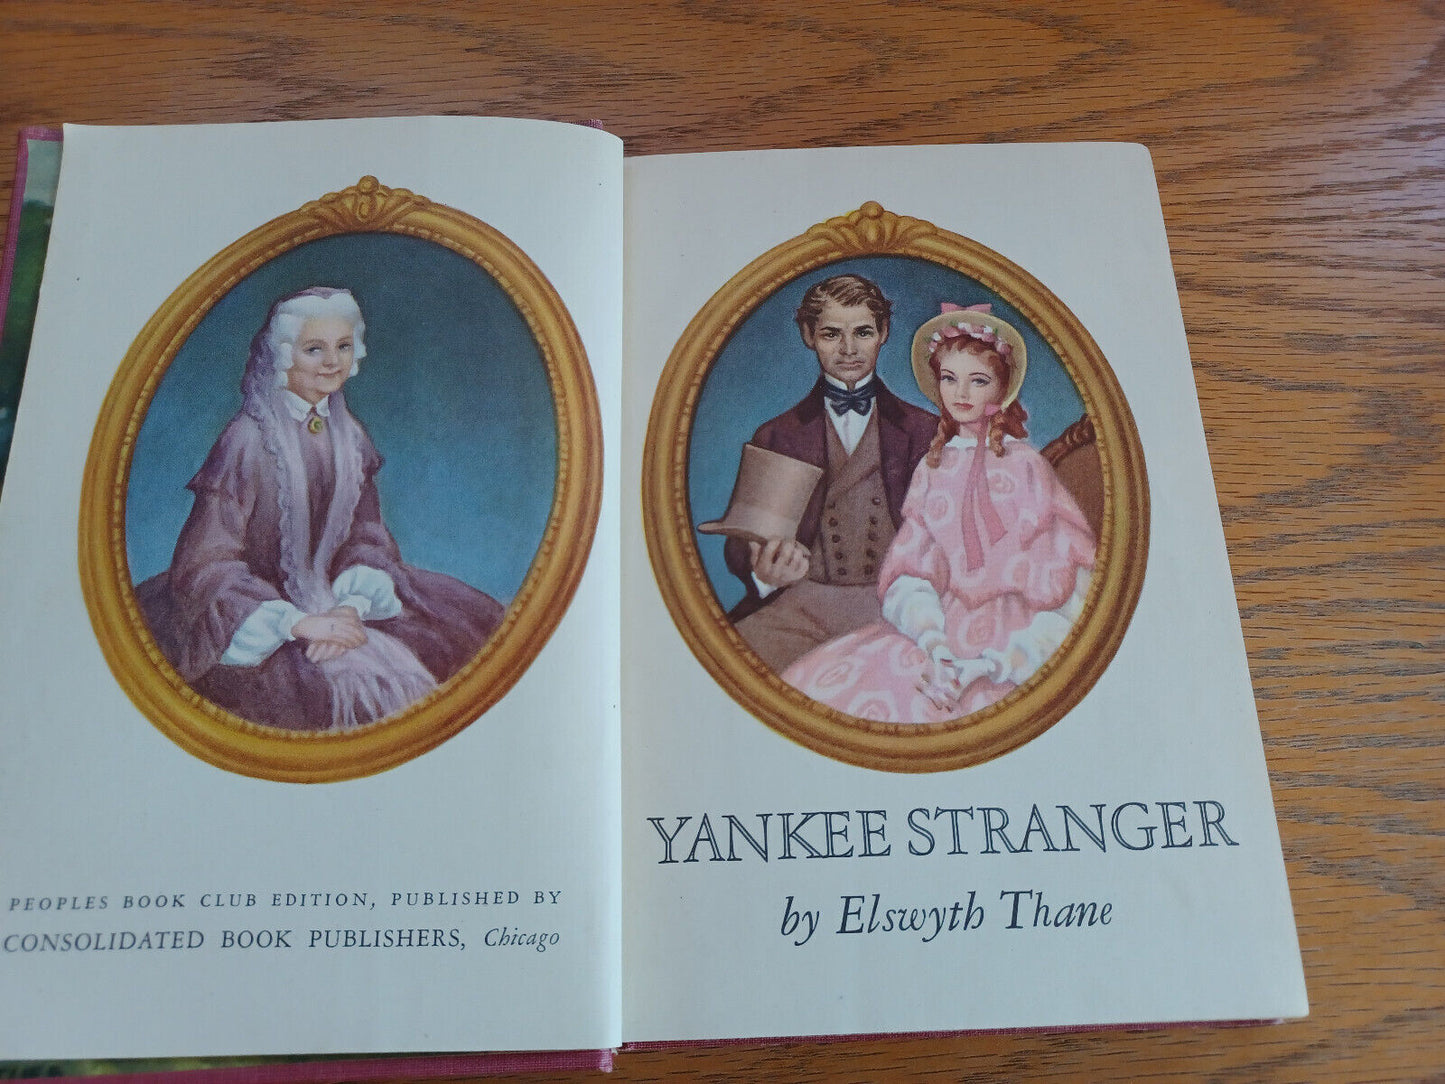 PEOPLES BOOK CLUB EDITION, PUBLISHED BY
CONSOLIDATED BOOK PUBLISHERS, Chicago
YANKEE STRANGER
by Elswyth Thane